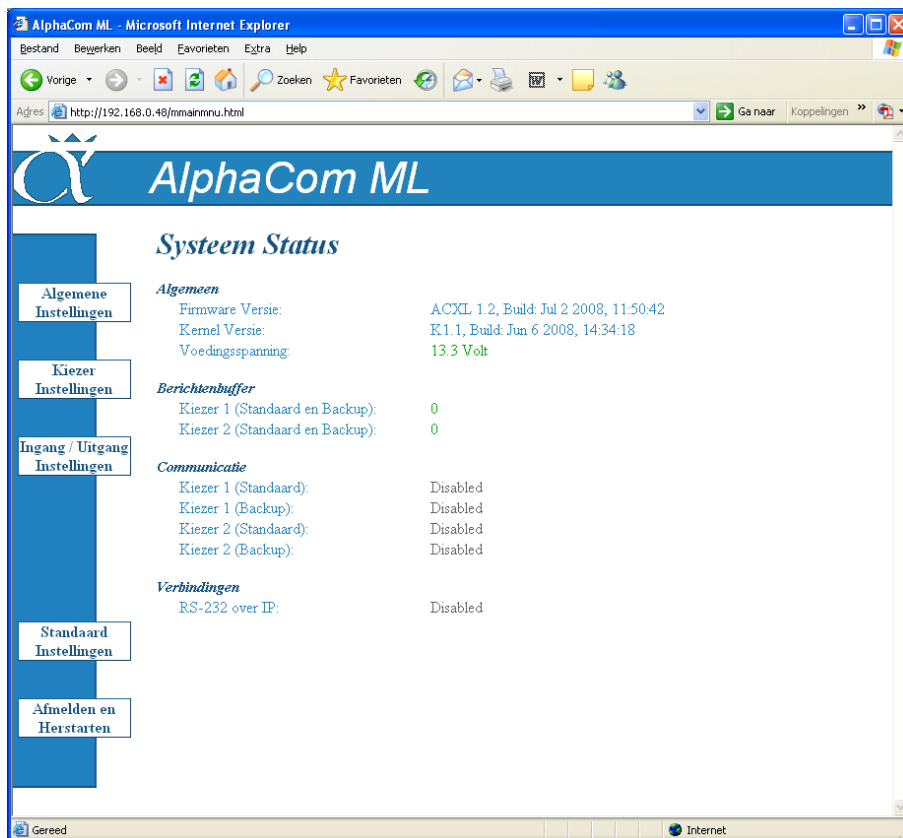 AlphaCom ML - Microsoft Internet Explorer
Bestand Bewerken Beeld Favorieten Extra Help
Vorige Zoeken Favorieten
Adres http://192.168.0.48/mmainmnu.html Ga naar Koppelingen »
AlphaCom ML
Systeem Status
Algemene
Instellingen
Kiezer
Instellingen
Ingang / Uitgang
Instellingen
Standaard
Instellingen
Afmelden en
Herstarten
Algemeen
Firmware Versie: ACXL 1.2, Build: Jul 2 2008, 11:50:42
Kernel Versie: K1.1, Build: Jun 6 2008, 14:34:18
Voedingsspanning: 13.3 Volt
Berichtenbuffer
Kiezer 1 (Standaard en Backup): 0
Kiezer 2 (Standaard en Backup): 0
Communicatie
Kiezer 1 (Standaard): Disabled
Kiezer 1 (Backup): Disabled
Kiezer 2 (Standaard): Disabled
Kiezer 2 (Backup): Disabled
Verbindingen
RS-232 over IP: Disabled
Gereed Internet